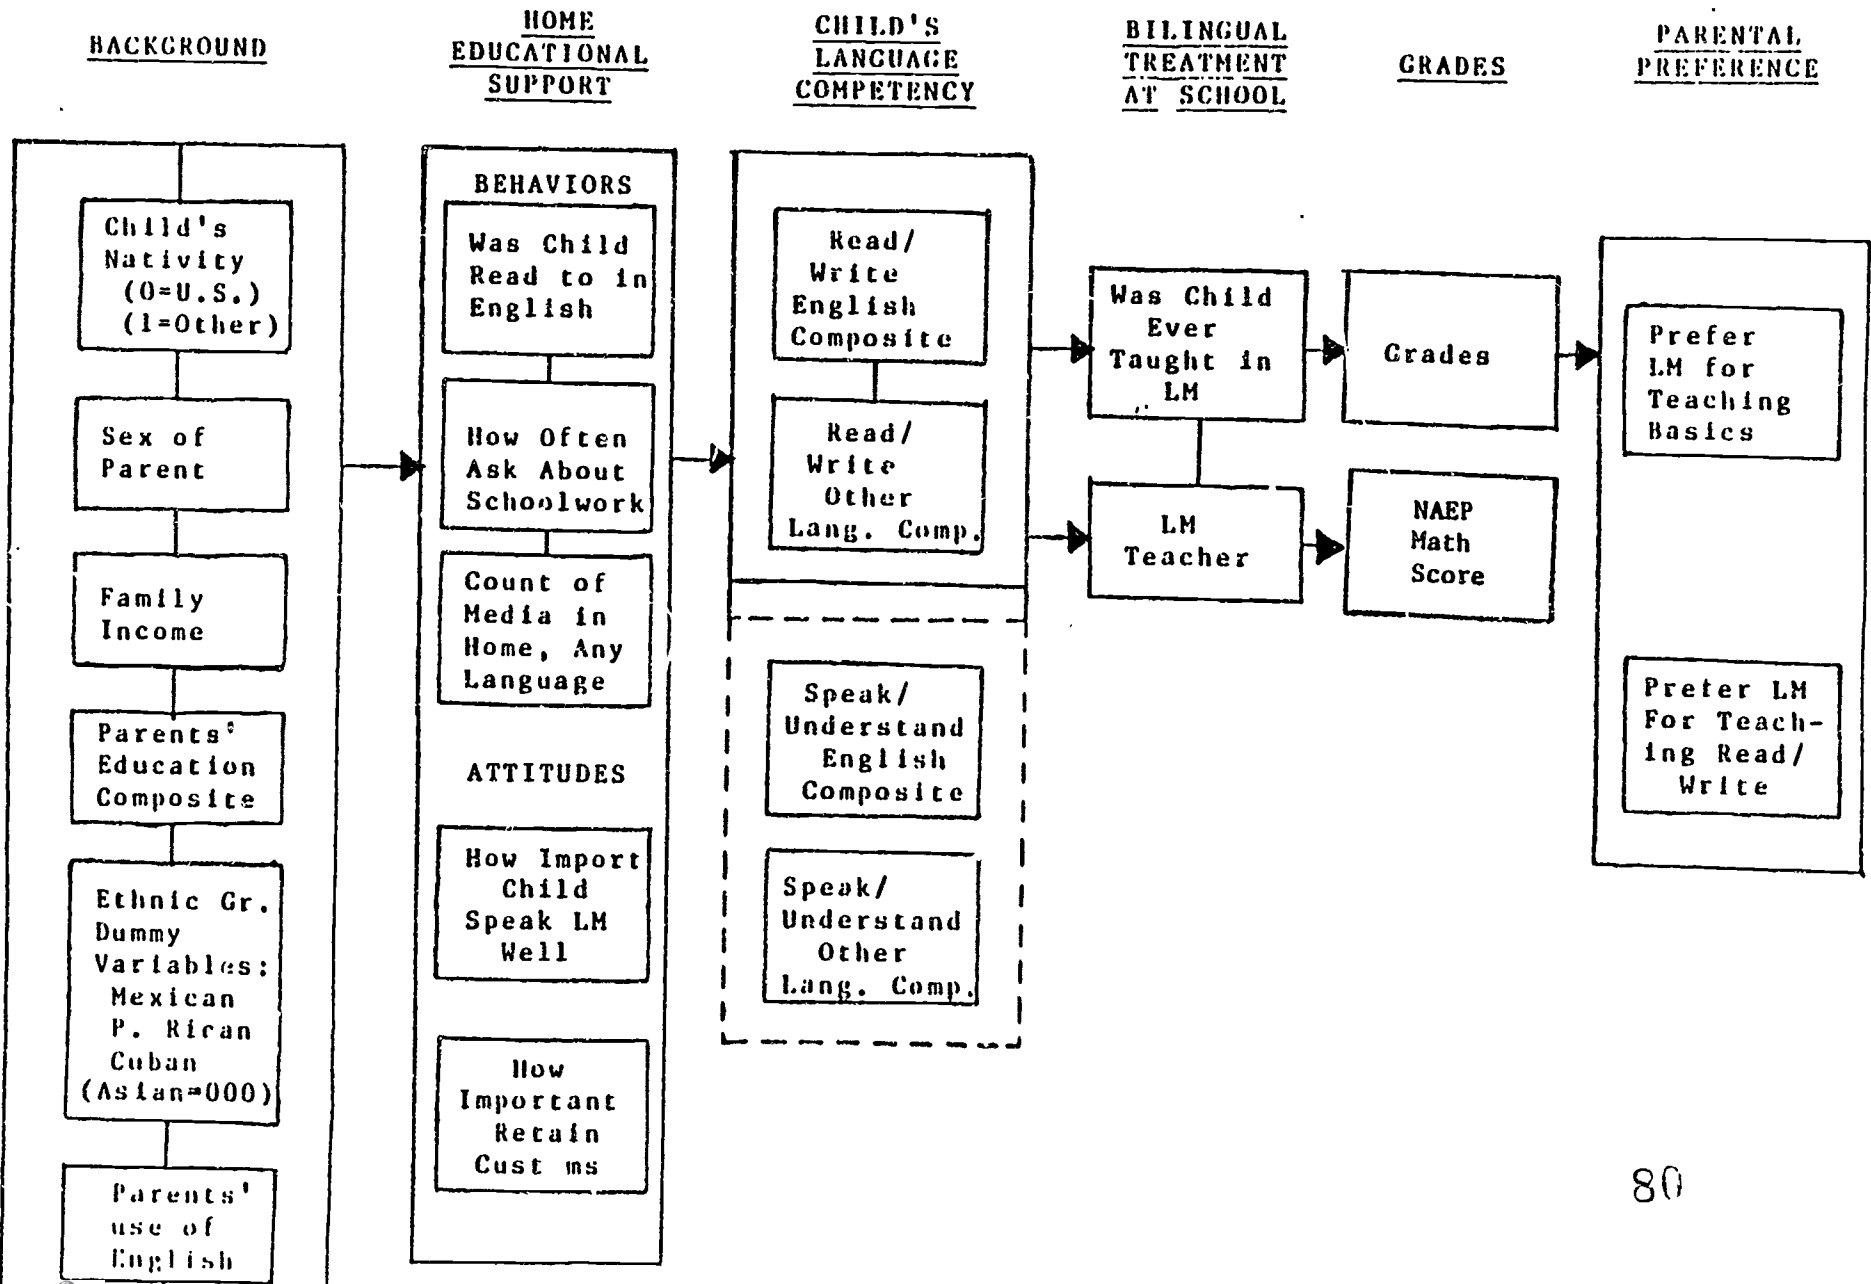 BACKGROUND
HOME
EDUCATIONAL
SUPPORT
CHILD'S
LANGUAGE
COMPETENCY
BILINGUAL
TREATMENT
AT SCHOOL
GRADES
PARENTAL
PREFERENCE
Child's
Nativity
(0=U.S.)
(1=Other)
Sex of
Parent
Family
Income
Parents'
Education
Composite
Ethnic Gr.
Dummy
Variables:
Mexican
P. Rican
Cuban
(Asian=000)
Parents'
use of
English
BEHAVIORS
Was Child
Read to in
English
How Often
Ask About
Schoolwork
Count of
Media in
Home, Any
Language
ATTITUDES
How Import
Child
Speak LM
Well
How
Important
Retain
Cust ms
Read/
Write
English
Composite
Read/
Write
Other
Lang. Comp.
Speak/
Understand
English
Composite
Speak/
Understand
Other
Lang. Comp.
Was Child
Ever
Taught in
LM
LM
Teacher
Grades
NAEP
Math
Score
Prefer
LM for
Teaching
Basics
Prefer LM
For Teach-
ing Read/
Write
80